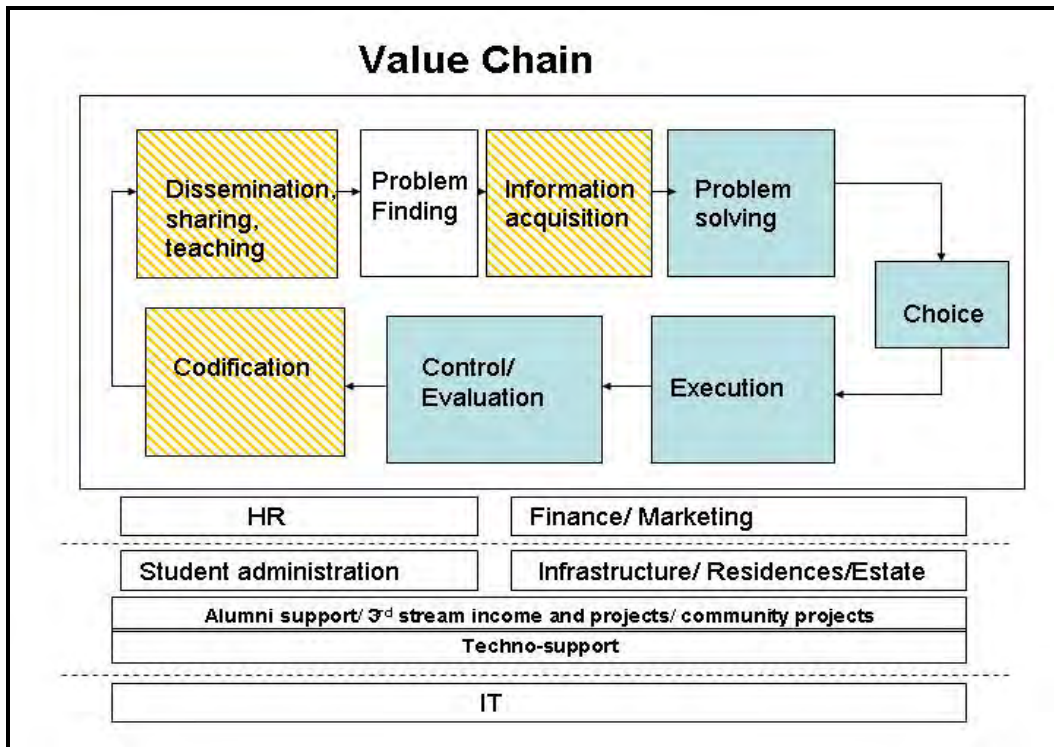 Value Chain
Dissemination,
sharing,
teaching
Problem
Finding
Information
acquisition
Problem
solving
Choice
Codification
Control/
Evaluation
Execution
HR
Finance/ Marketing
Student administration
Infrastructure/ Residences/Estate
Alumni support/ 3rd stream income and projects/ community projects
Techno-support
IT